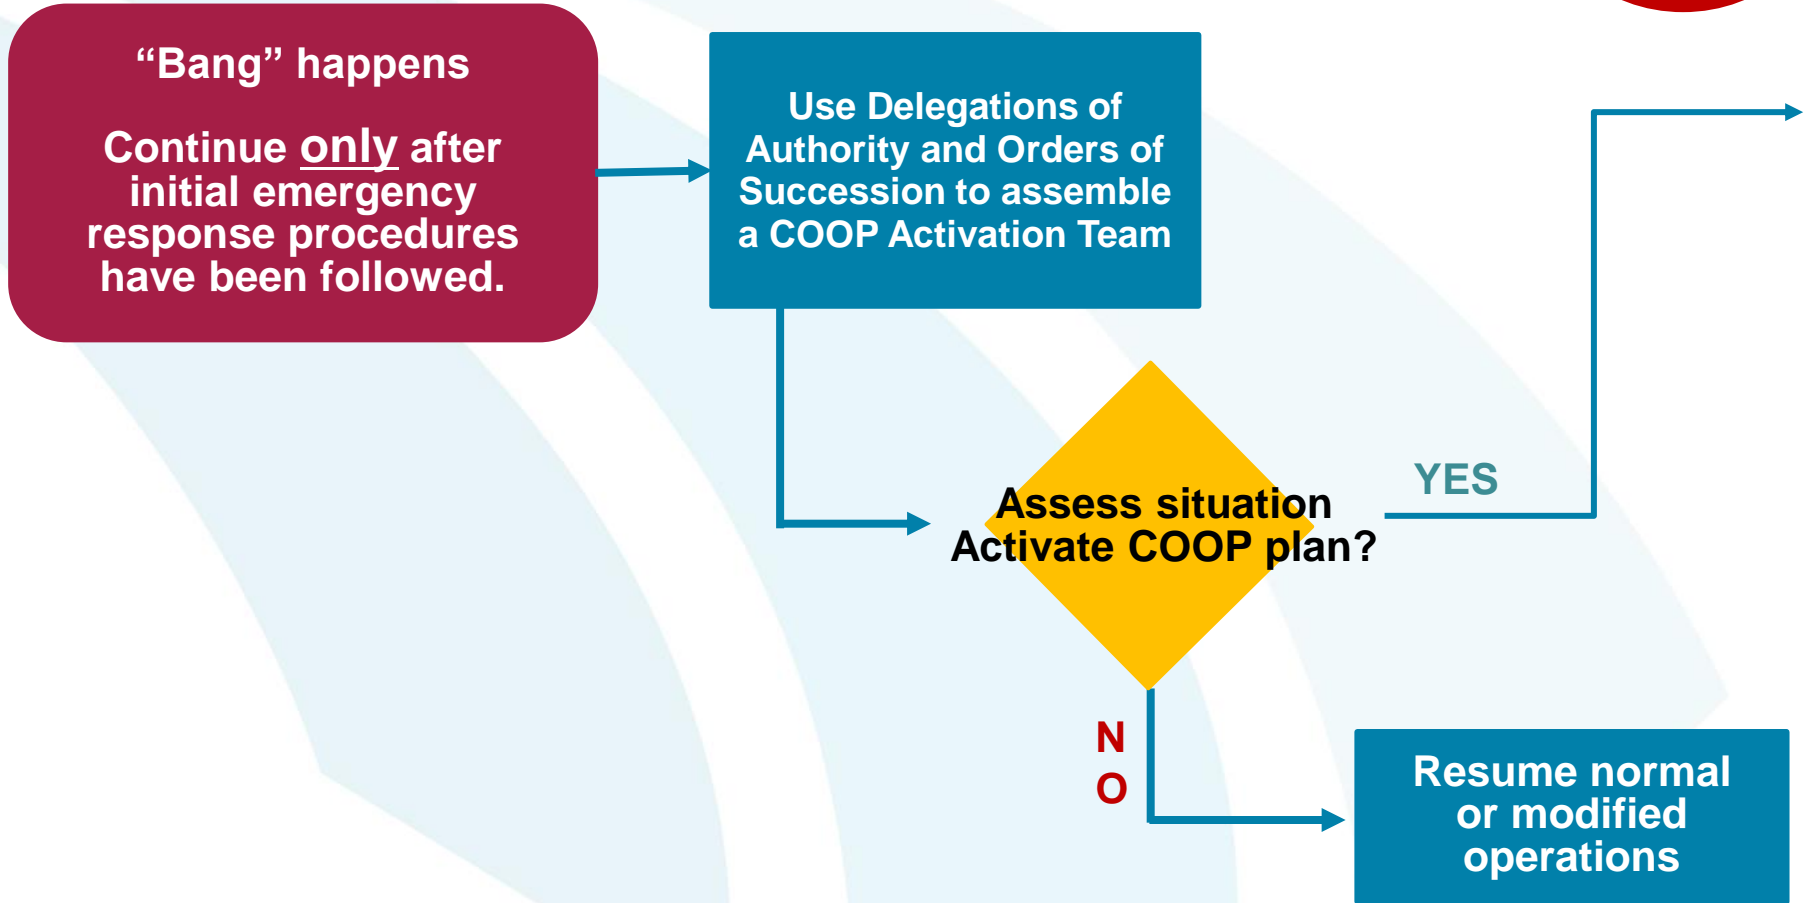 “Bang” happens
Continue only after
initial emergency
response procedures
have been followed.
Use Delegations of
Authority and Orders of
Succession to assemble
a COOP Activation Team
Assess situation
Activate COOP plan?
YES
N
O
Resume normal
or modified
operations